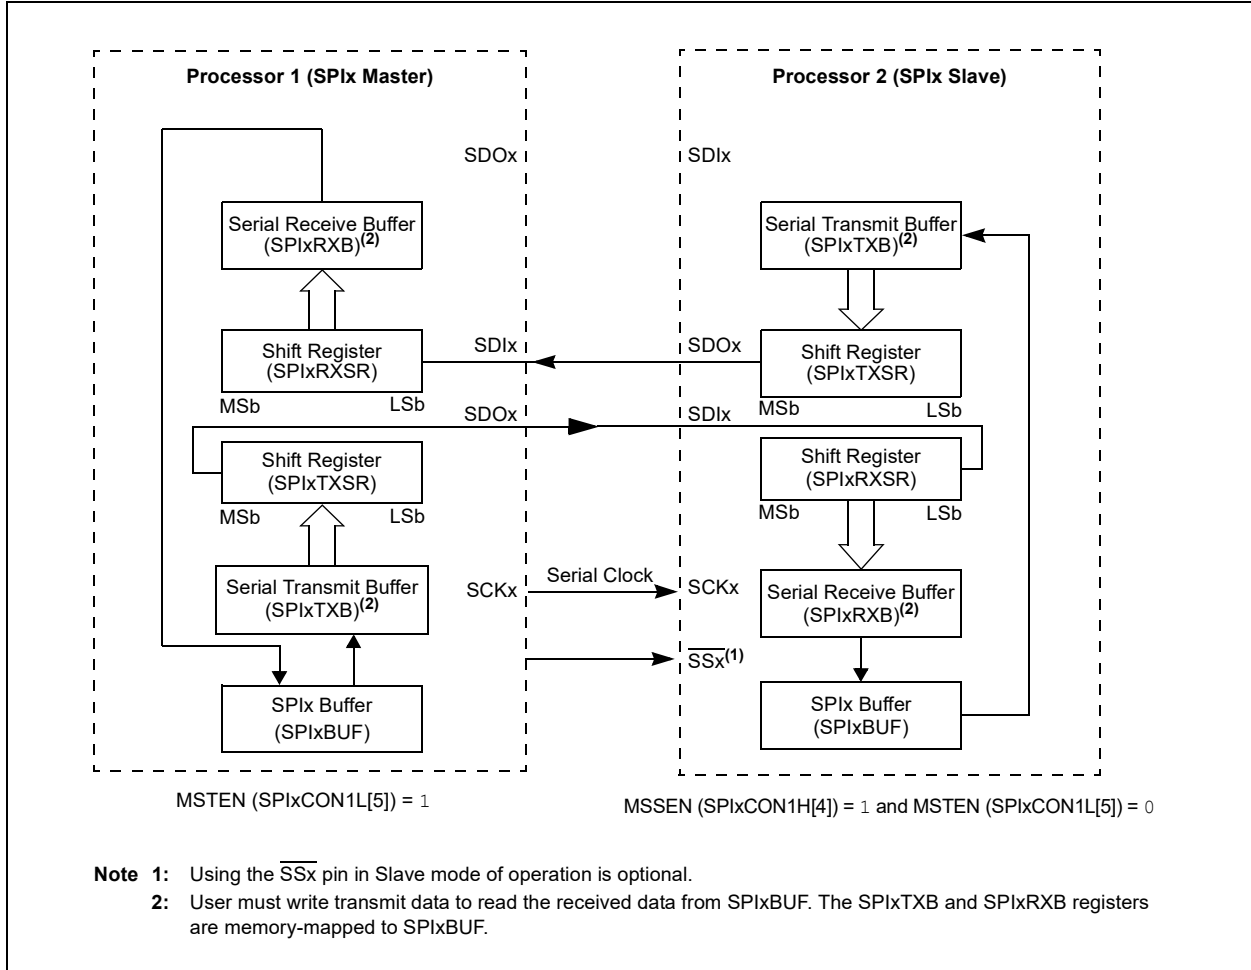 Processor 1 (SPIx Master)
Processor 2 (SPIx Slave)
SDOx
SDIx
Serial Receive Buffer
(SPIxRXB)(2)
Serial Transmit Buffer
(SPIxTXB)(2)
Shift Register
(SPIxRXSR)
SDIx
SDOx
Shift Register
(SPIxTXSR)
MSb
LSb
MSb
LSb
SDOx
SDIx
Shift Register
(SPIxTXSR)
Shift Register
(SPIxRXSR)
MSb
LSb
MSb
LSb
Serial Transmit Buffer
(SPIxTXB)(2)
SCKx
Serial Clock
SCKx
Serial Receive Buffer
(SPIxRXB)(2)
SSx(1)
SPIx Buffer
(SPIxBUF)
SPIx Buffer
(SPIxBUF)
MSTEN (SPIxCON1L[5]) = 1
MSSEN (SPIxCON1H[4]) = 1 and MSTEN (SPIxCON1L[5]) = 0
Note 1: Using the SSx pin in Slave mode of operation is optional.
2: User must write transmit data to read the received data from SPIxBUF. The SPIxTXB and SPIxRXB registers
are memory-mapped to SPIxBUF.